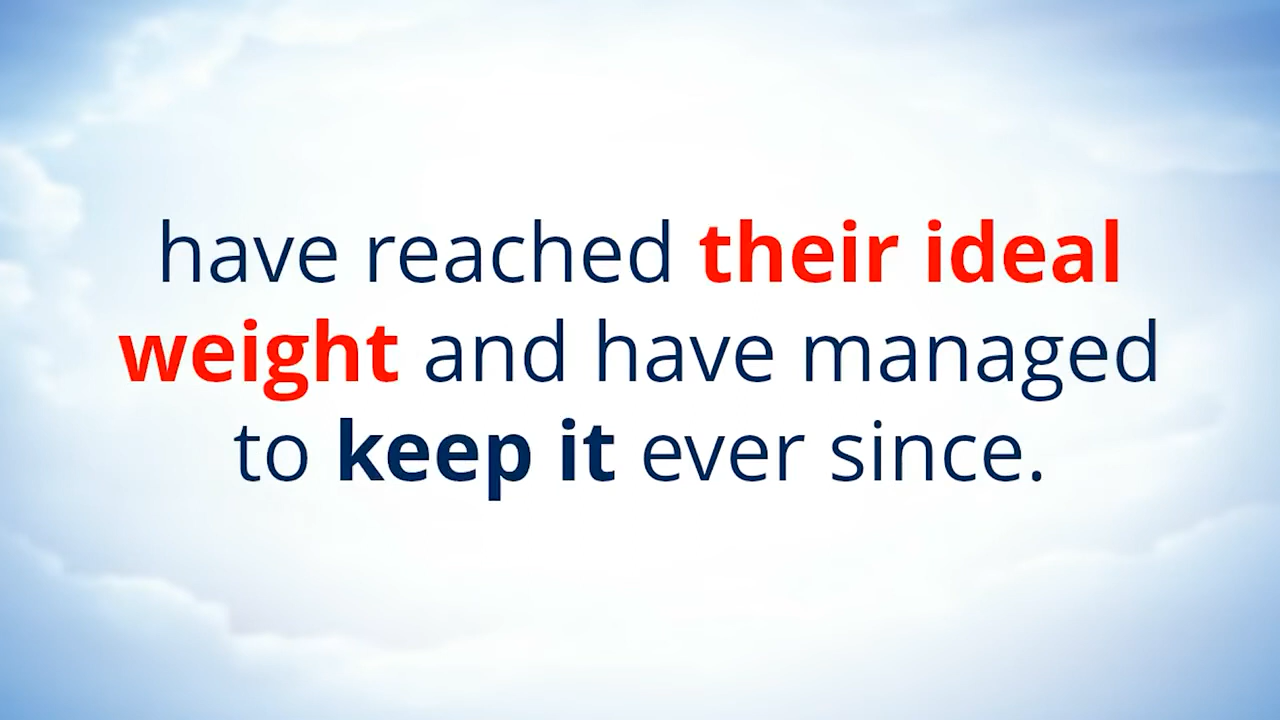 have reached their ideal
weight and have managed
to keep it ever since.